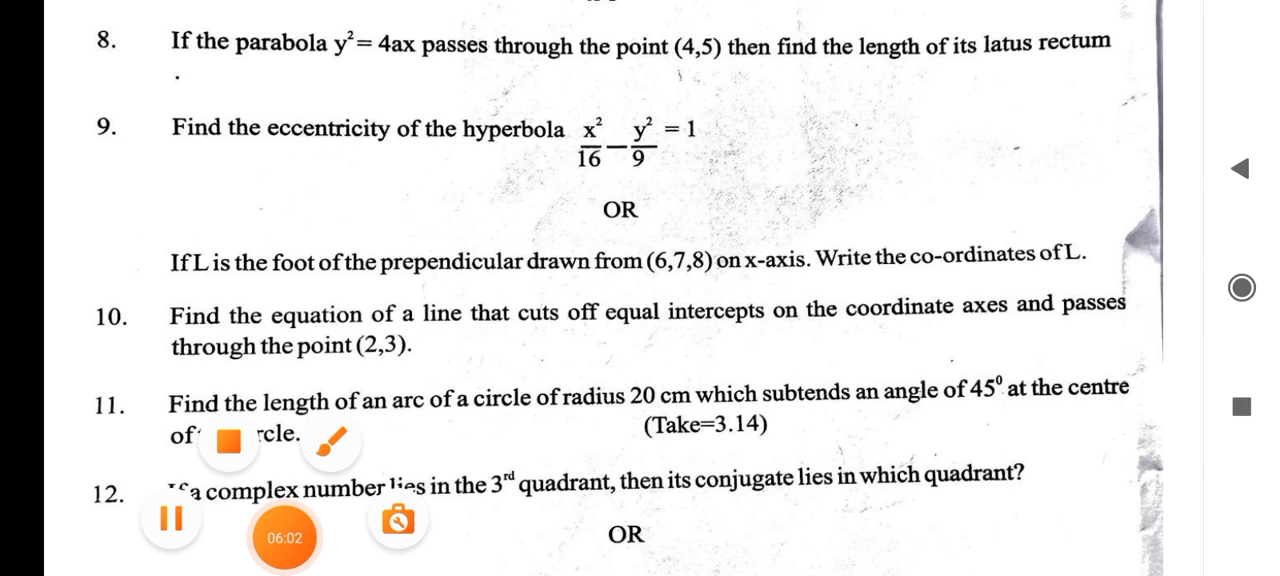 8. If the parabola y²= 4ax passes through the point (4,5) then find the length of its latus rectum
.
9. Find the eccentricity of the hyperbola x²/16 − y²/9 = 1
OR
If L is the foot of the prependicular drawn from (6,7,8) on x-axis. Write the co-ordinates of L.
10. Find the equation of a line that cuts off equal intercepts on the coordinate axes and passes
through the point (2,3).
11. Find the length of an arc of a circle of radius 20 cm which subtends an angle of 45⁰ at the centre
of rcle. (Take=3.14)
12. If a complex number lies in the 3rd quadrant, then its conjugate lies in which quadrant?
06:02
OR